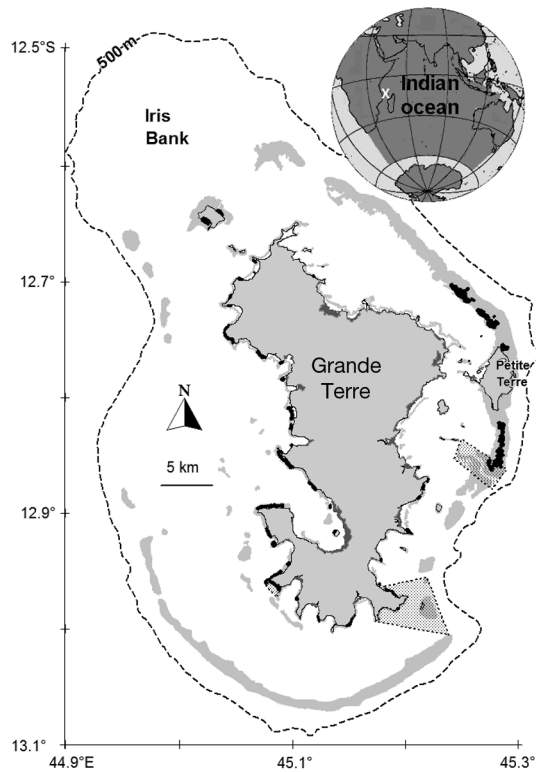 12.5°S
500 m
Iris
Bank
Indian
ocean
x
12.7
Grande
Terre
Petite
Terre
N
5 km
12.9
13.1
44.9°E
45.1
45.3